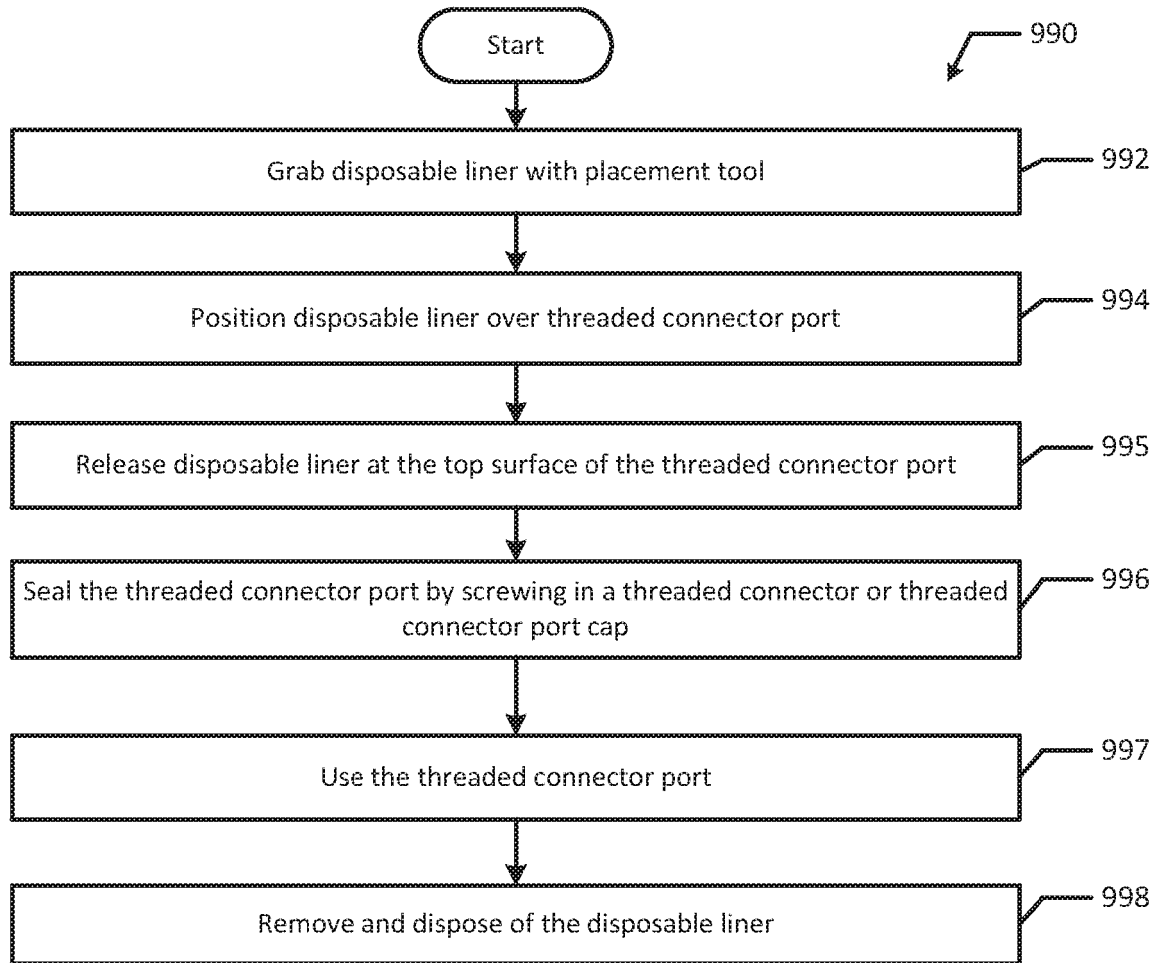 Start
990
Grab disposable liner with placement tool
992
Position disposable liner over threaded connector port
994
Release disposable liner at the top surface of the threaded connector port
995
Seal the threaded connector port by screwing in a threaded connector or threaded
connector port cap
996
Use the threaded connector port
997
Remove and dispose of the disposable liner
998